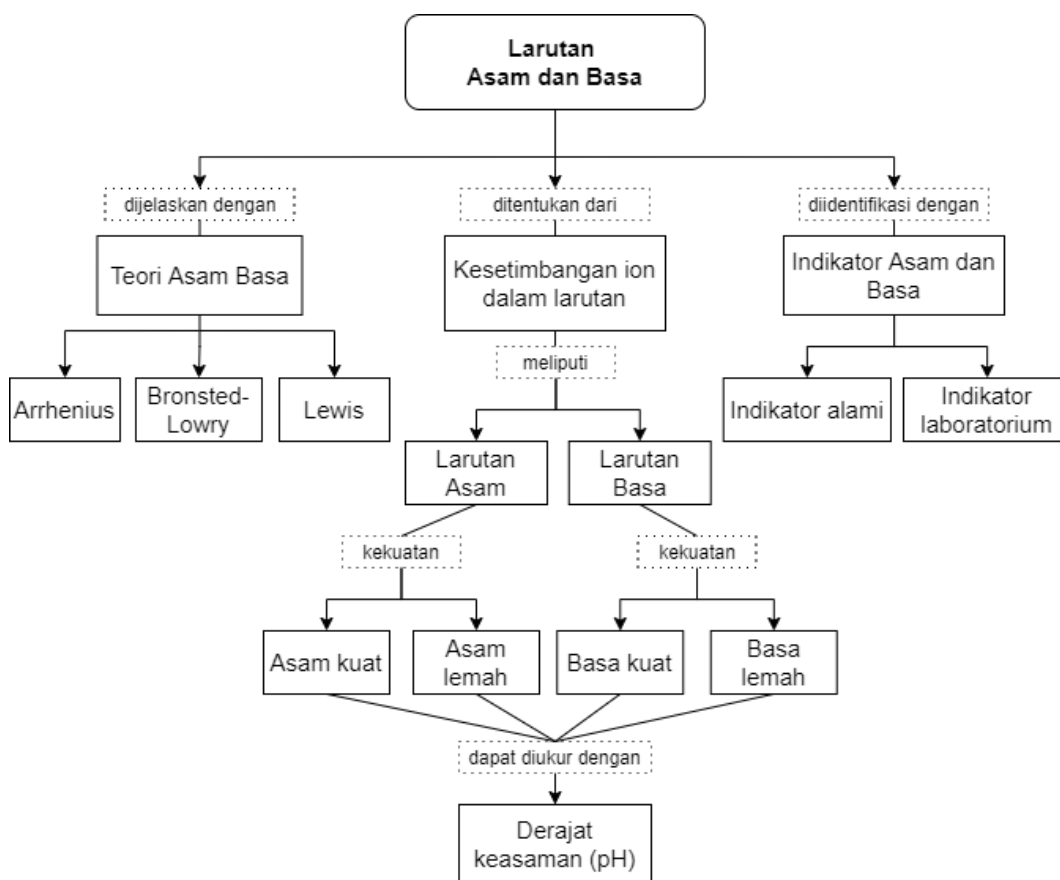 Larutan
Asam dan Basa
dijelaskan dengan
ditentukan dari
diidentifikasi dengan
Teori Asam Basa
Kesetimbangan ion
dalam larutan
Indikator Asam dan
Basa
meliputi
Arrhenius
Bronsted-
Lowry
Lewis
Indikator alami
Indikator
laboratorium
Larutan
Asam
Larutan
Basa
kekuatan
kekuatan
Asam kuat
Asam
lemah
Basa kuat
Basa
lemah
dapat diukur dengan
Derajat
keasaman (pH)